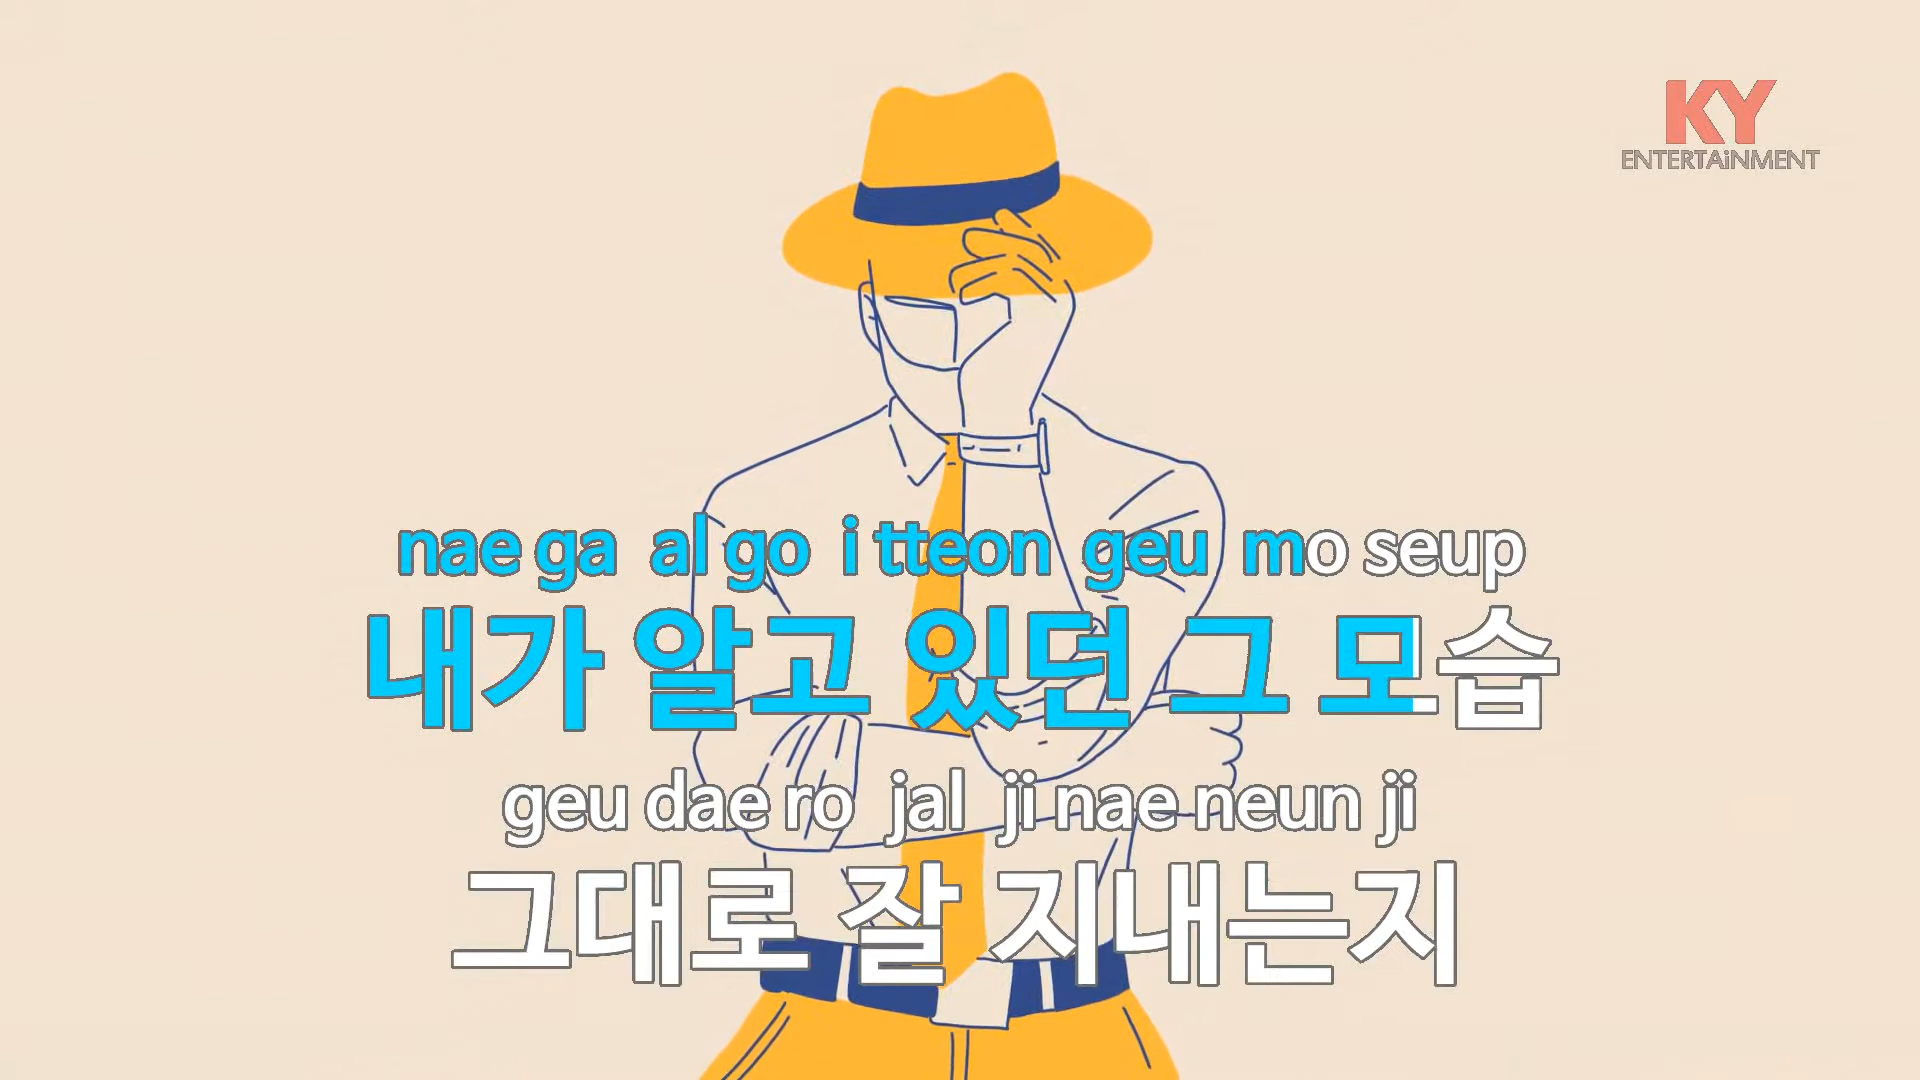 KY
ENTERTAiNMENT
nae ga al go i tteon geu mo seup
내가 알고 있던 그 모습
geu dae ro jal ji nae neun ji
그대로 잘 지내는지